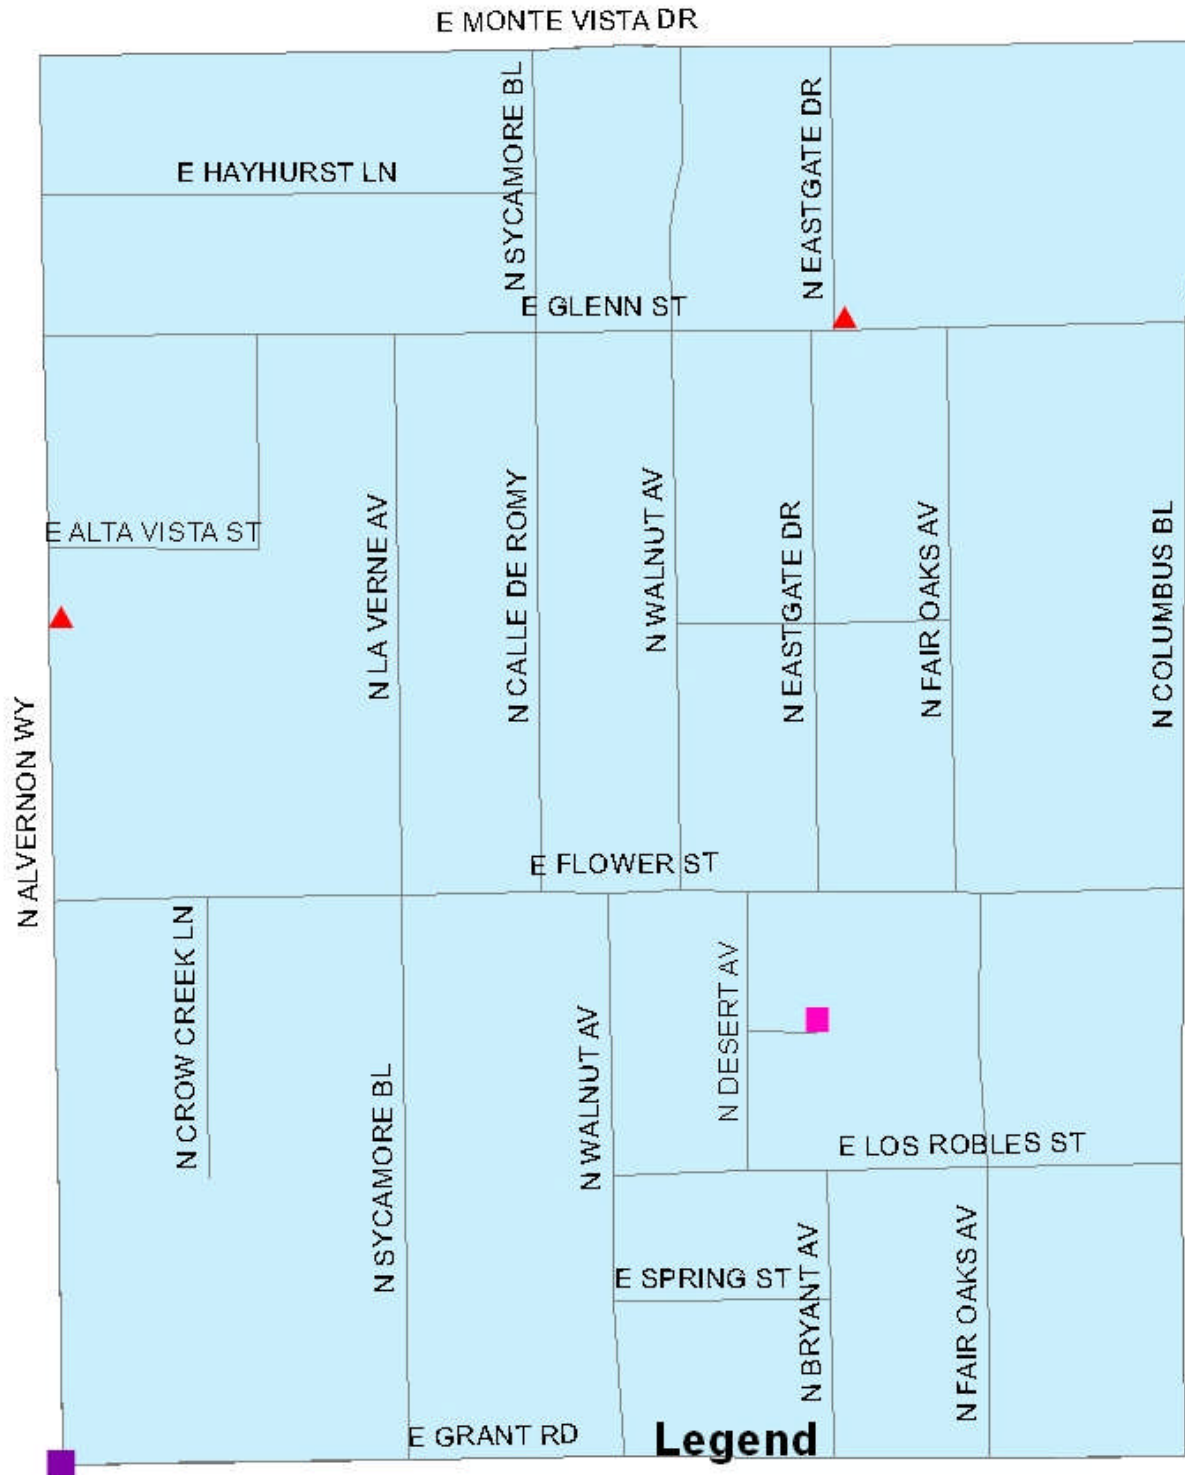 E MONTE VISTA DR
N SYCAMORE BL
N EASTGATE DR
E HAYHURST LN
E GLENN ST
E ALTA VISTA ST
N LA VERNE AV
N CALLE DE ROMY
N WALNUT AV
N EASTGATE DR
N FAIR OAKS AV
N COLUMBUS BL
N ALVERNON WY
E FLOWER ST
N CROW CREEK LN
N SYCAMORE BL
N WALNUT AV
N DESERT AV
E LOS ROBLES ST
E SPRING ST
N BRYANT AV
N FAIR OAKS AV
E GRANT RD
Legend